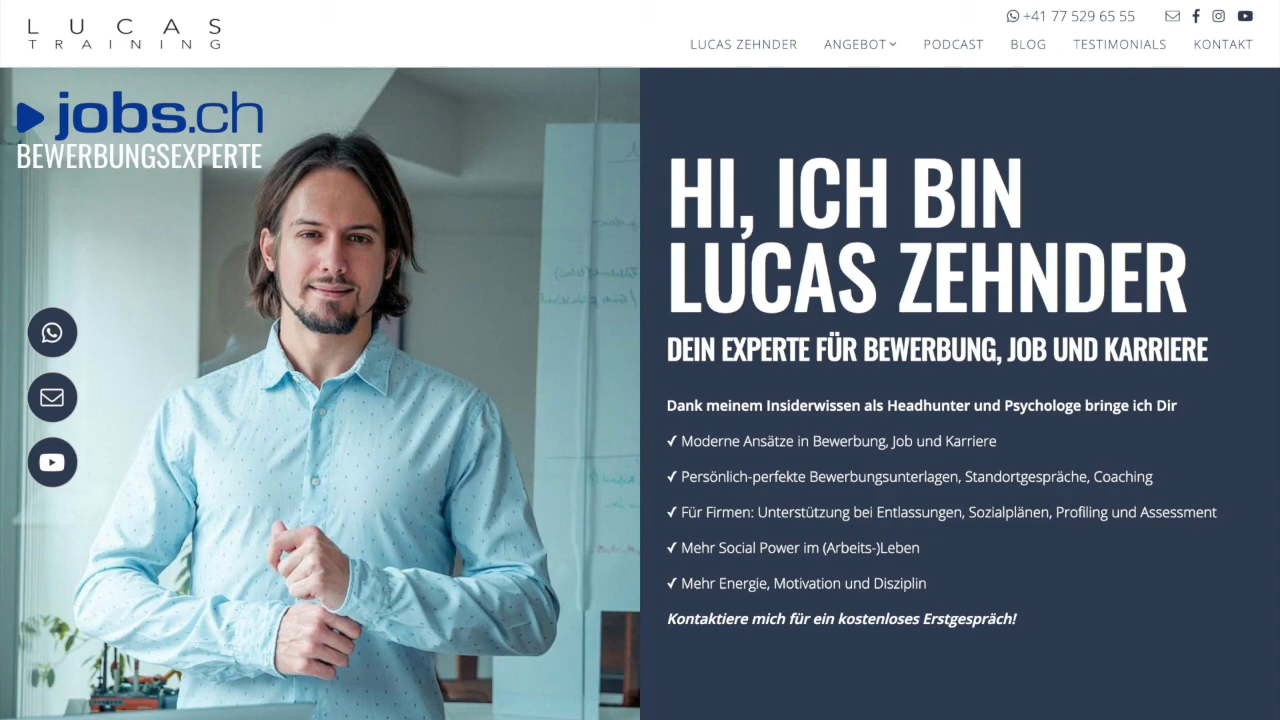 LUCAS
TRAINING
+41 77 529 65 55
LUCAS ZEHNDER ANGEBOT PODCAST BLOG TESTIMONIALS KONTAKT
jobs.ch
BEWERBUNGSEXPERTE
HI, ICH BIN
LUCAS ZEHNDER
DEIN EXPERTE FÜR BEWERBUNG, JOB UND KARRIERE
Dank meinem Insiderwissen als Headhunter und Psychologe bringe ich Dir
✓ Moderne Ansätze in Bewerbung, Job und Karriere
✓ Persönlich-perfekte Bewerbungsunterlagen, Standortgespräche, Coaching
✓ Für Firmen: Unterstützung bei Entlassungen, Sozialplänen, Profiling und Assessment
✓ Mehr Social Power im (Arbeits-)Leben
✓ Mehr Energie, Motivation und Disziplin
Kontaktiere mich für ein kostenloses Erstgespräch!